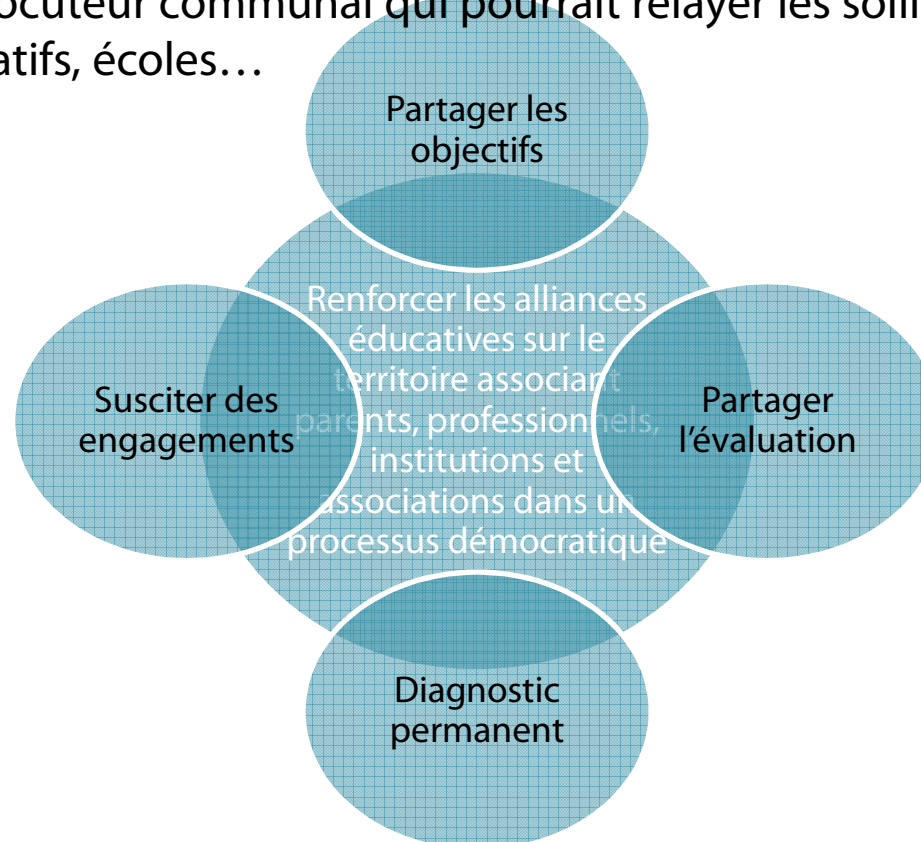 ocuteur communal qui pourrait relayer les solli
atifs, écoles…
Partager les
objectifs
Renforcer les alliances
éducatives sur le
territoire associant
parents, professionnels,
institutions et
associations dans un
processus démocratique
Susciter des
engagements
Partager
l’évaluation
Diagnostic
permanent